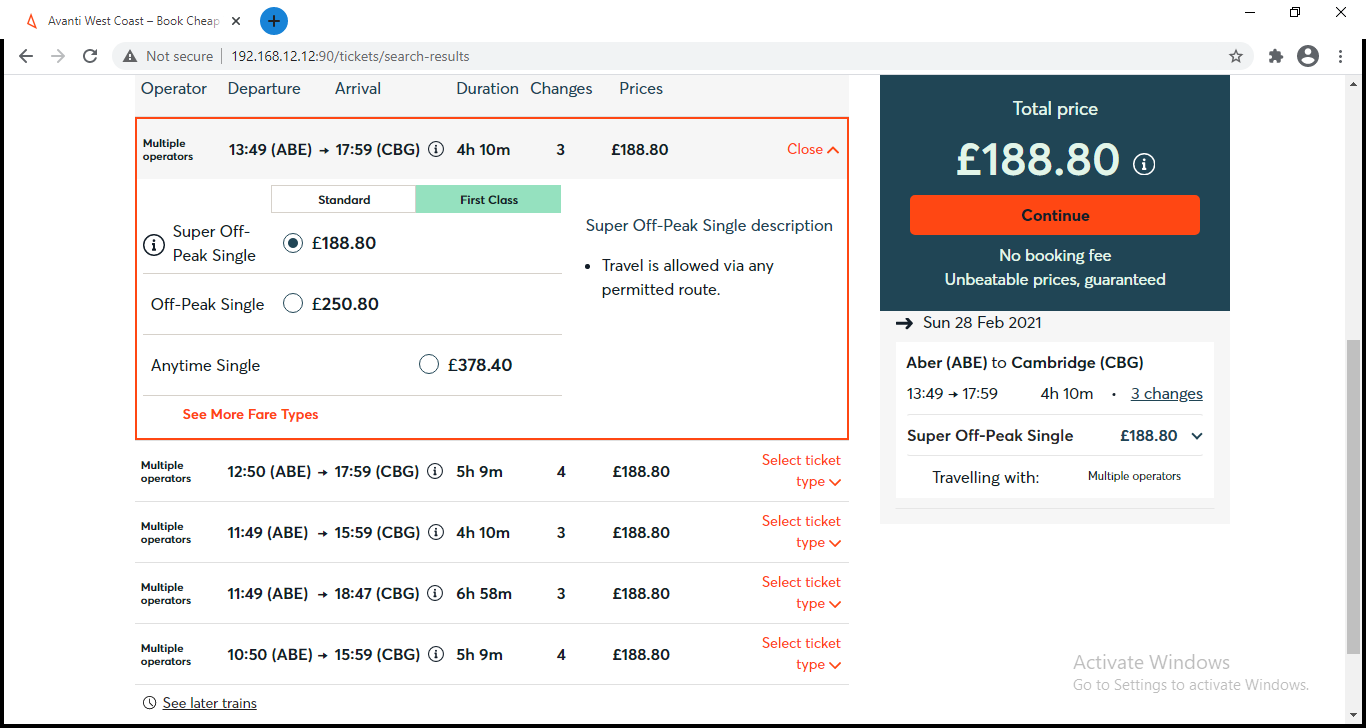 Avanti West Coast – Book Cheap
Not secure
192.168.12.12:90/tickets/search-results
Operator Departure Arrival Duration Changes Prices
Multiple
operators
13:49 (ABE) → 17:59 (CBG) i 4h 10m 3 £188.80 Close
Standard First Class
Super Off-
Peak Single
£188.80
Off-Peak Single £250.80
Anytime Single £378.40
See More Fare Types
Super Off-Peak Single description
• Travel is allowed via any
permitted route.
Multiple
operators
12:50 (ABE) → 17:59 (CBG) i 5h 9m 4 £188.80
Select ticket
type
Multiple
operators
11:49 (ABE) → 15:59 (CBG) i 4h 10m 3 £188.80
Select ticket
type
Multiple
operators
11:49 (ABE) → 18:47 (CBG) i 6h 58m 3 £188.80
Select ticket
type
Multiple
operators
10:50 (ABE) → 15:59 (CBG) i 5h 9m 4 £188.80
Select ticket
type
See later trains
Total price
£188.80 i
Continue
No booking fee
Unbeatable prices, guaranteed
→ Sun 28 Feb 2021
Aber (ABE) to Cambridge (CBG)
13:49 → 17:59 4h 10m • 3 changes
Super Off-Peak Single £188.80
Travelling with: Multiple operators
Activate Windows
Go to Settings to activate Windows.